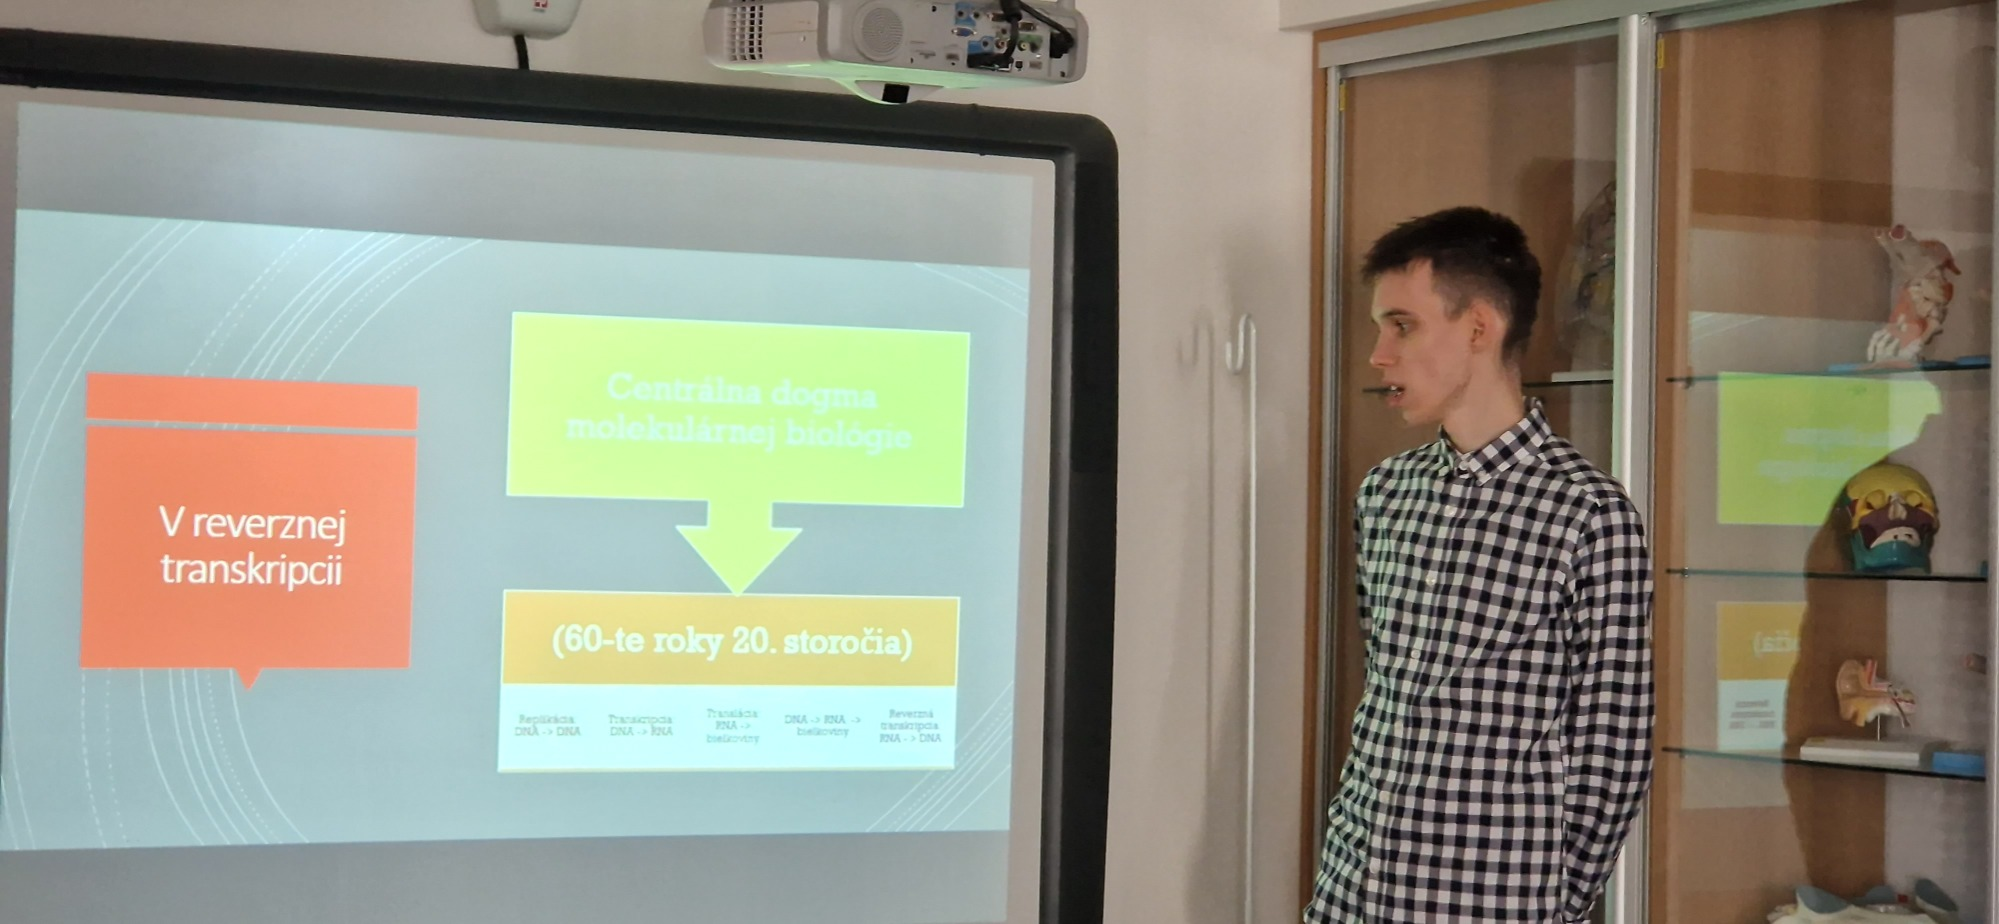 V reverznej
transkripcii
Centrálna dogma
molekulárnej biológie
(60-te roky 20. storočia)
Replikácia
DNA -> DNA
Transkripcia
DNA -> RNA
Translácia
RNA ->
bielkoviny
DNA -> RNA ->
bielkoviny
Reverzná
transkripcia
RNA -> DNA